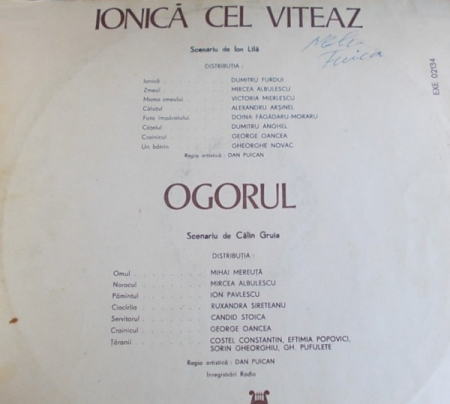 IONICĂ CEL VITEAZ
Scenariu de Ion Lilă
Fuica
DISTRIBUȚIA :
EXE 02134
Ionică . . . DUMITRU FURDUI
Zmeul . . . MIRCEA ALBULESCU
Mama zmeului . . . VICTORIA MIERLESCU
Căluțul . . . ALEXANDRU ARȘINEL
Fata împăratului . . . DOINA FĂGĂDARU-MORARU
Cățelul . . . DUMITRU ANGHEL
Crainicul . . . GEORGE OANCEA
Un bătrîn . . . GHEORGHE NOVAC
Regia artistică : DAN PUICAN
OGORUL
Scenariu de Călin Gruia
DISTRIBUȚIA :
Omul . . . MIHAI MEREUȚĂ
Norocul . . . MIRCEA ALBULESCU
Pămîntul . . . ION PAVLESCU
Ciocîrlia . . . RUXANDRA SIRETEANU
Servitorul . . . CANDID STOICA
Crainicul . . . GEORGE OANCEA
Țăranii . . . COSTEL CONSTANTIN, EFTIMIA POPOVICI,
SORIN GHEORGHIU, GH. PUFULETE
Regia artistică : DAN PUICAN
Înregistrări Radio